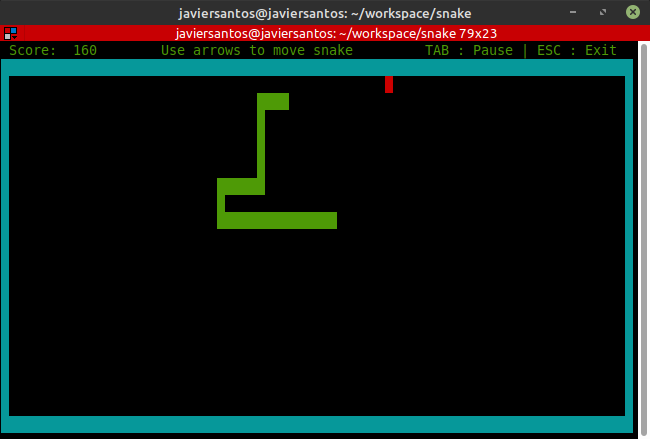 javiersantos@javiersantos: ~/workspace/snake
javiersantos@javiersantos: ~/workspace/snake 79x23
Score:  160        Use arrows to move snake         TAB : Pause | ESC : Exit